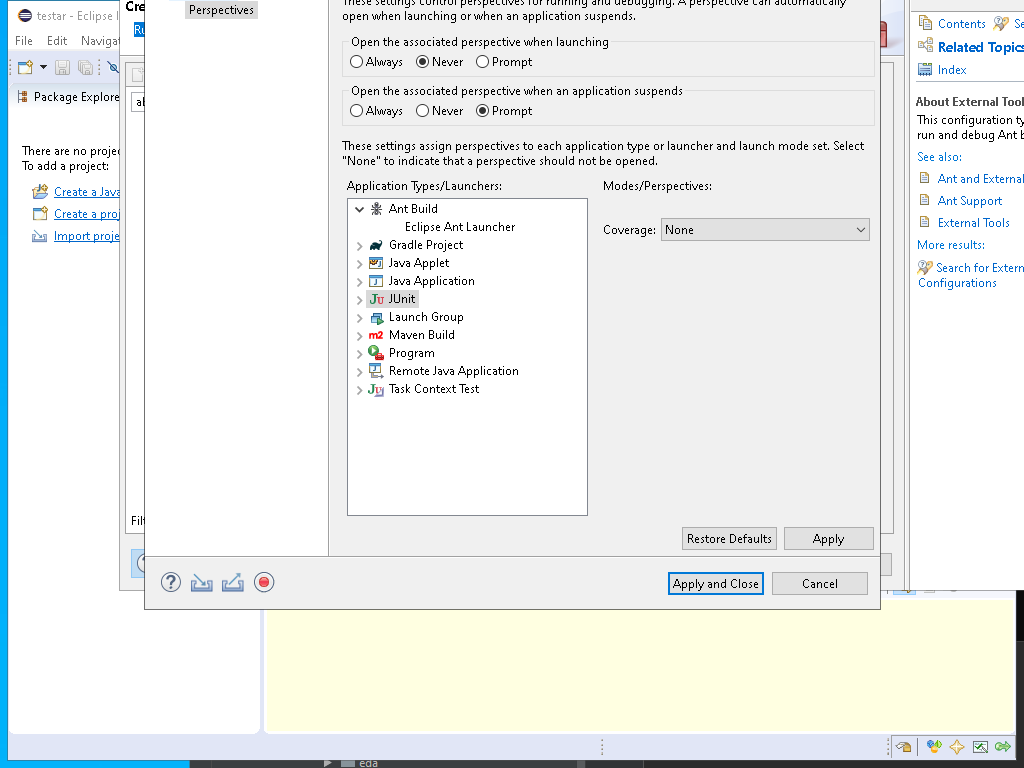 testar - Eclipse I
File Edit Navigat
Package Explore
There are no projec
To add a project:
Create a Java
Create a proj
Import proje
Cre
Ru
Filt
Perspectives
These settings control perspectives for running and debugging. A perspective can automatically
open when launching or when an application suspends.
Open the associated perspective when launching
Always Never Prompt
Open the associated perspective when an application suspends
Always Never Prompt
These settings assign perspectives to each application type or launcher and launch mode set. Select
"None" to indicate that a perspective should not be opened.
Application Types/Launchers:
Modes/Perspectives:
Ant Build
Eclipse Ant Launcher
Gradle Project
Java Applet
Java Application
JUnit
Launch Group
Maven Build
Program
Remote Java Application
Task Context Test
Coverage: None
Restore Defaults Apply
Apply and Close Cancel
Contents Se
Related Topics
Index
About External Tool
This configuration ty
run and debug Ant b
See also:
Ant and External
Ant Support
External Tools
More results:
Search for Extern
Configurations
eda